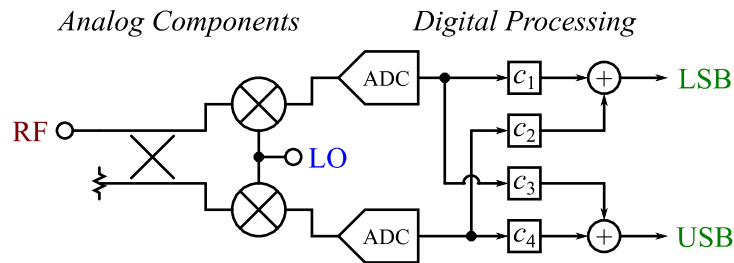 Analog Components Digital Processing
ADC c₁ + LSB
RF c₂
LO c₃
ADC c₄ + USB